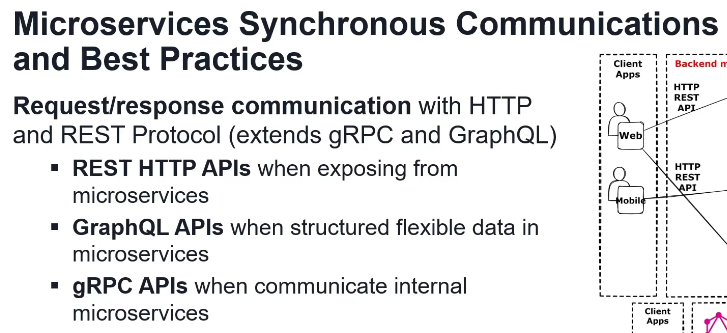 Microservices Synchronous Communications
and Best Practices
Request/response communication with HTTP
and REST Protocol (extends gRPC and GraphQL)
▪ REST HTTP APIs when exposing from
microservices
▪ GraphQL APIs when structured flexible data in
microservices
▪ gRPC APIs when communicate internal
microservices
Client
Apps
Backend m
HTTP
REST
API
Web
HTTP
REST
API
Mobile
Client
Apps